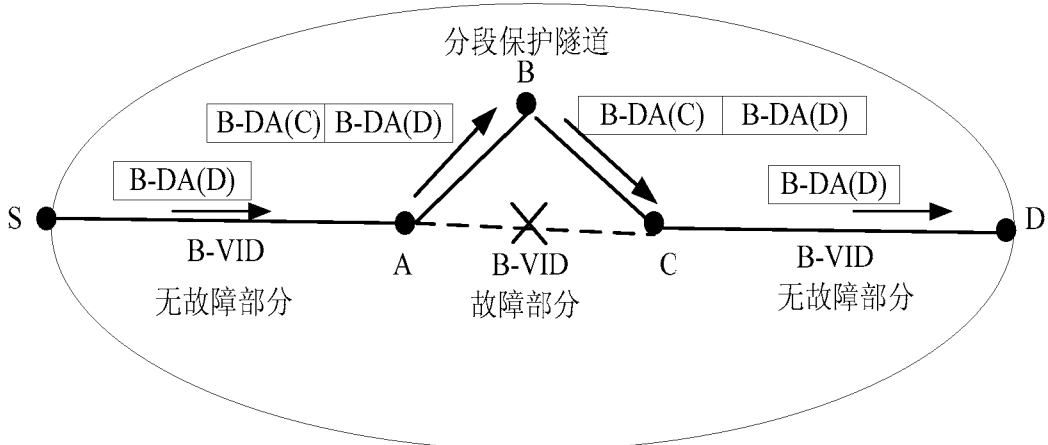 分段保护隧道
B
B-DA(C) B-DA(D)
B-DA(C) B-DA(D)
B-DA(D)
B-DA(D)
S
D
B-VID
A
B-VID
C
B-VID
无故障部分
故障部分
无故障部分